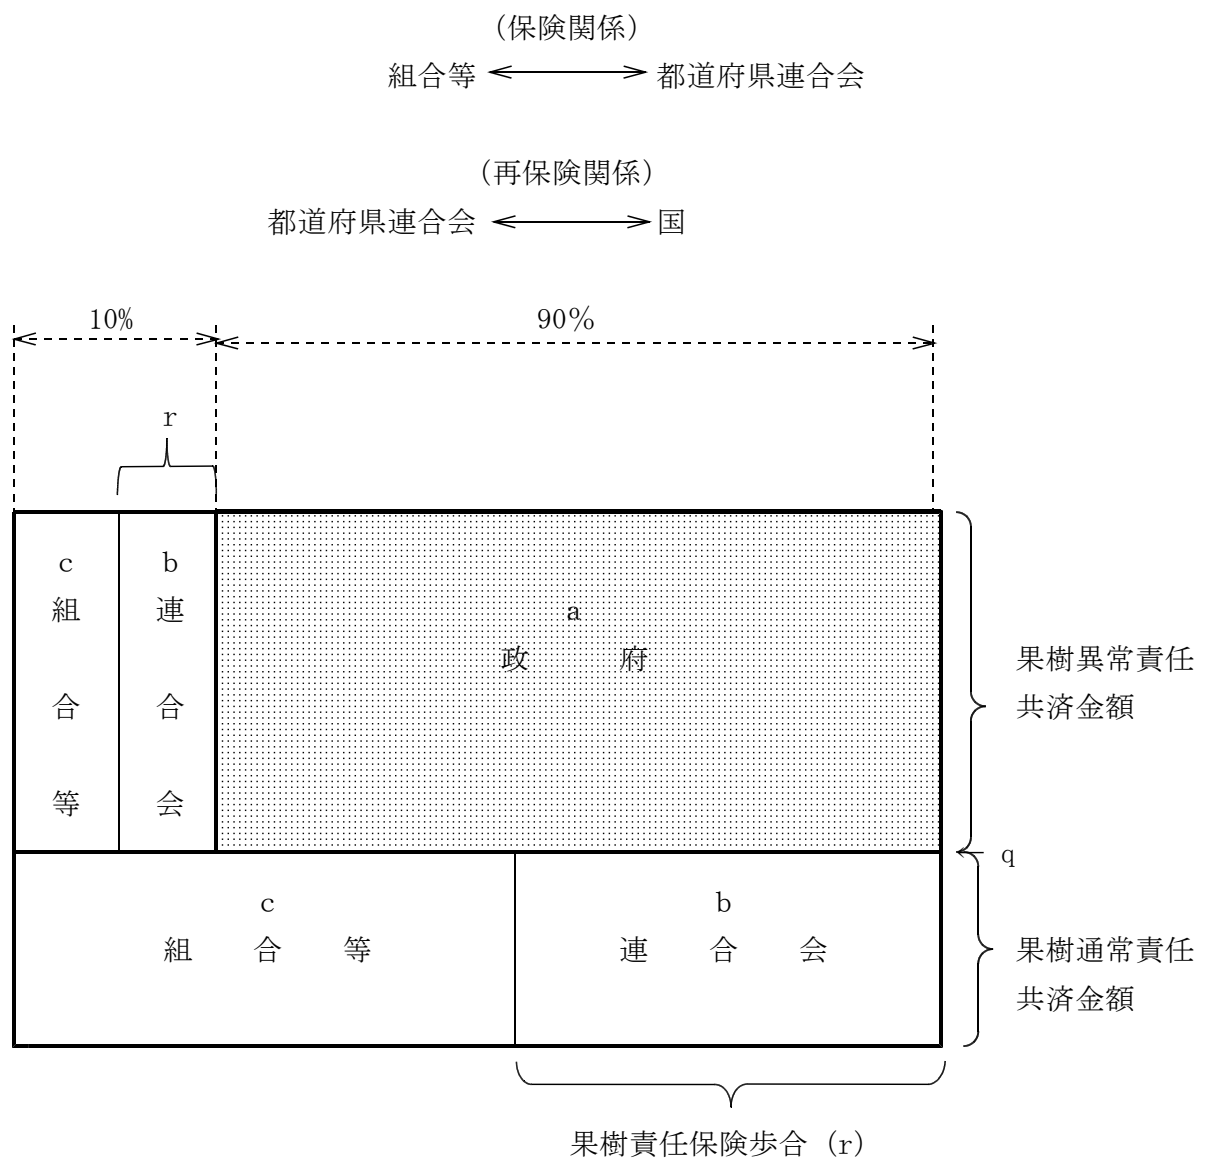 （保険関係）
組合等 都道府県連合会
（再保険関係）
都道府県連合会 国
10% 90%
r
c
組合等
b
連合会
a
政府
果樹異常責任
共済金額
q
c
組合等
b
連合会
果樹通常責任
共済金額
果樹責任保険歩合（r）